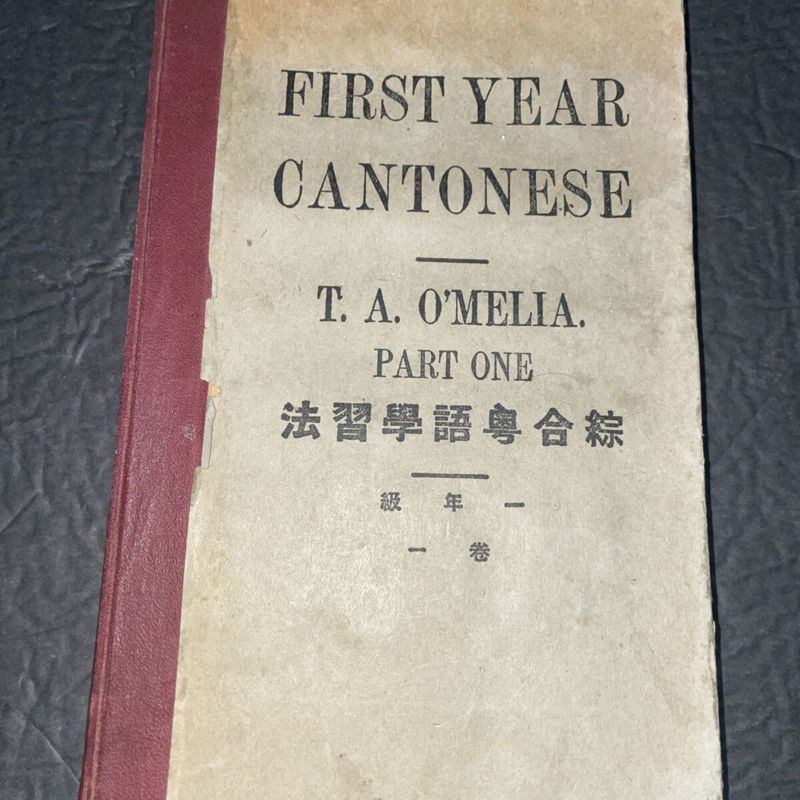 FIRST YEAR
CANTONESE
T. A. O'MELIA.
PART ONE
綜合粵語學習法
一年級
卷一